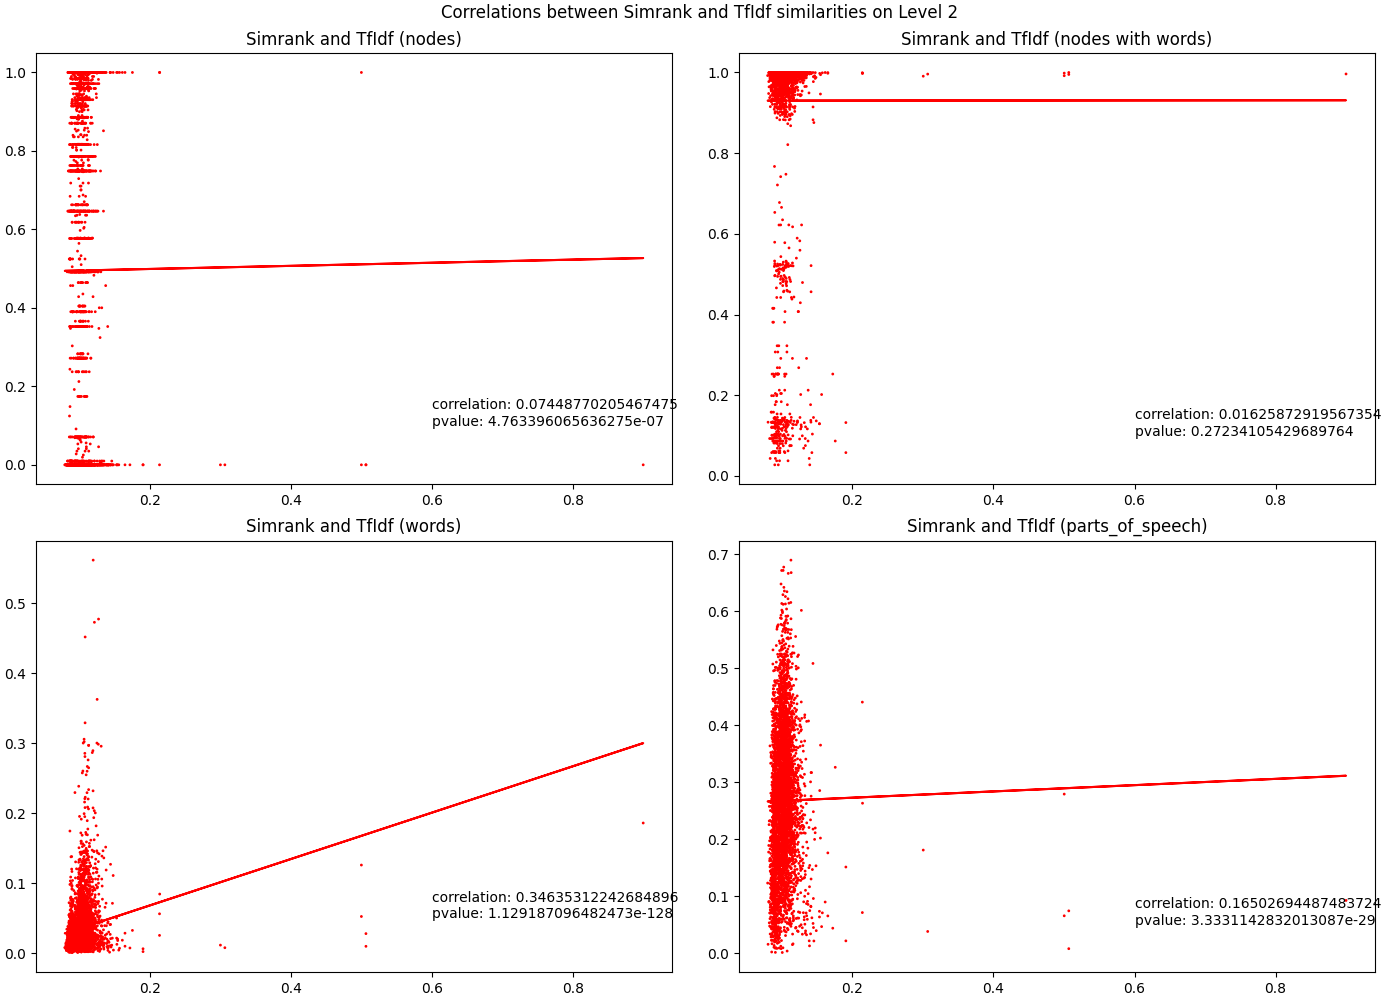 Correlations between Simrank and TfIdf similarities on Level 2
Simrank and TfIdf (nodes)
1.0
0.8
0.6
0.4
0.2
0.0
correlation: 0.07448770205467475
pvalue: 4.763396065636275e-07
0.2 0.4 0.6 0.8
Simrank and TfIdf (nodes with words)
1.0
0.8
0.6
0.4
0.2
0.0
correlation: 0.01625872919567354
pvalue: 0.27234105429689764
0.2 0.4 0.6 0.8
Simrank and TfIdf (words)
0.5
0.4
0.3
0.2
0.1
0.0
correlation: 0.34635312242684896
pvalue: 1.129187096482473e-128
0.2 0.4 0.6 0.8
Simrank and TfIdf (parts_of_speech)
0.7
0.6
0.5
0.4
0.3
0.2
0.1
0.0
correlation: 0.16502694487483724
pvalue: 3.3331142832013087e-29
0.2 0.4 0.6 0.8